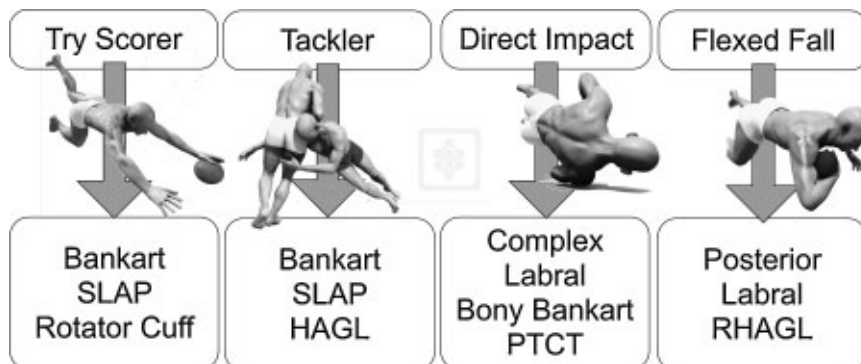 Try Scorer
Tackler
Direct Impact
Flexed Fall
Bankart
SLAP
Rotator Cuff
Bankart
SLAP
HAGL
Complex
Labral
Bony Bankart
PTCT
Posterior
Labral
RHAGL